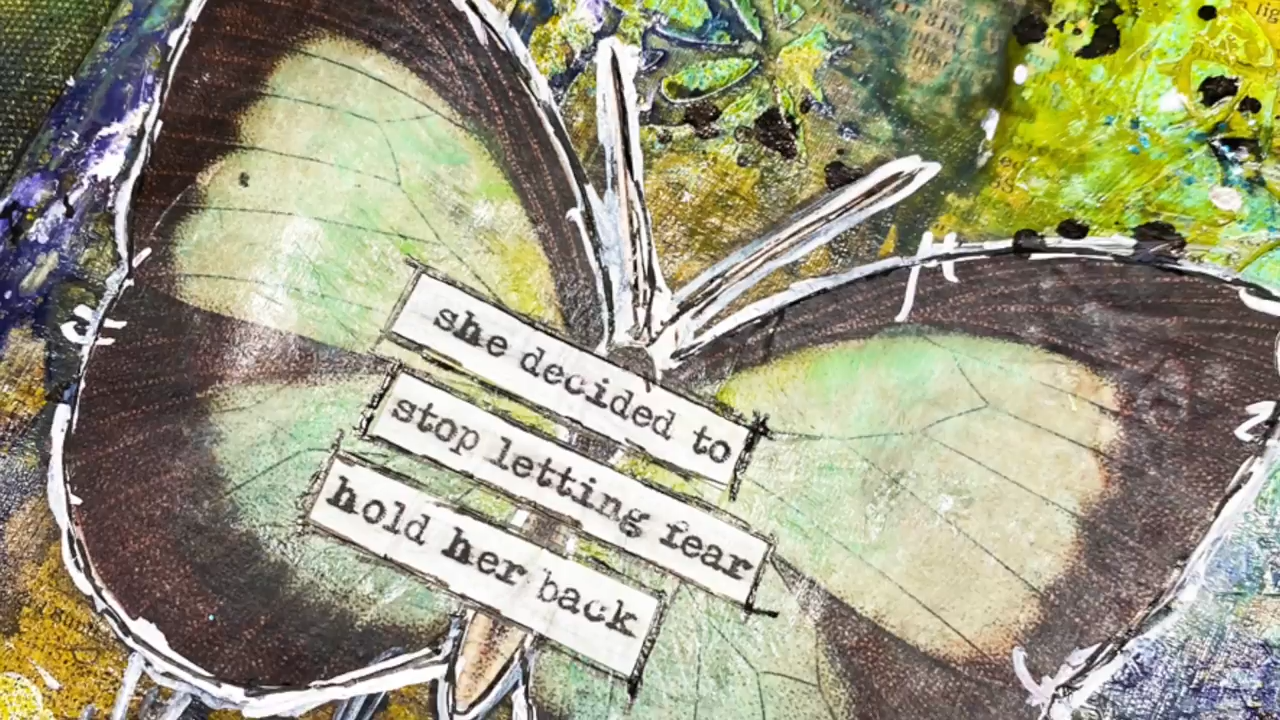 she decided to
stop letting fear
hold her back